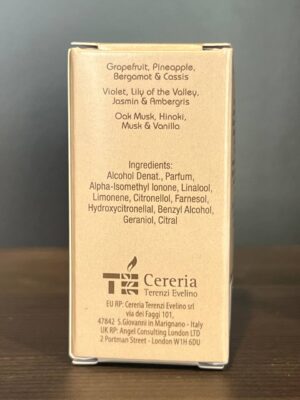 Grapefruit, Pineapple,
Bergamot & Cassis
Violet, Lily of the Valley,
Jasmin & Ambergris
Oak Musk, Hinoki,
Musk & Vanilla
Ingredients:
Alcohol Denat., Parfum,
Alpha-Isomethyl Ionone, Linalool,
Limonene, Citronellol, Farnesol,
Hydroxycitronellal, Benzyl Alcohol,
Geraniol, Citral
TE Cereria
Terenzi Evelino
EU RP: Cereria Terenzi Evelino srl
via dei Faggi 101,
47842 S.Giovanni in Marignano - Italy
UK RP: Angel Consulting London LTD
2 Portman Street - London W1H 6DU